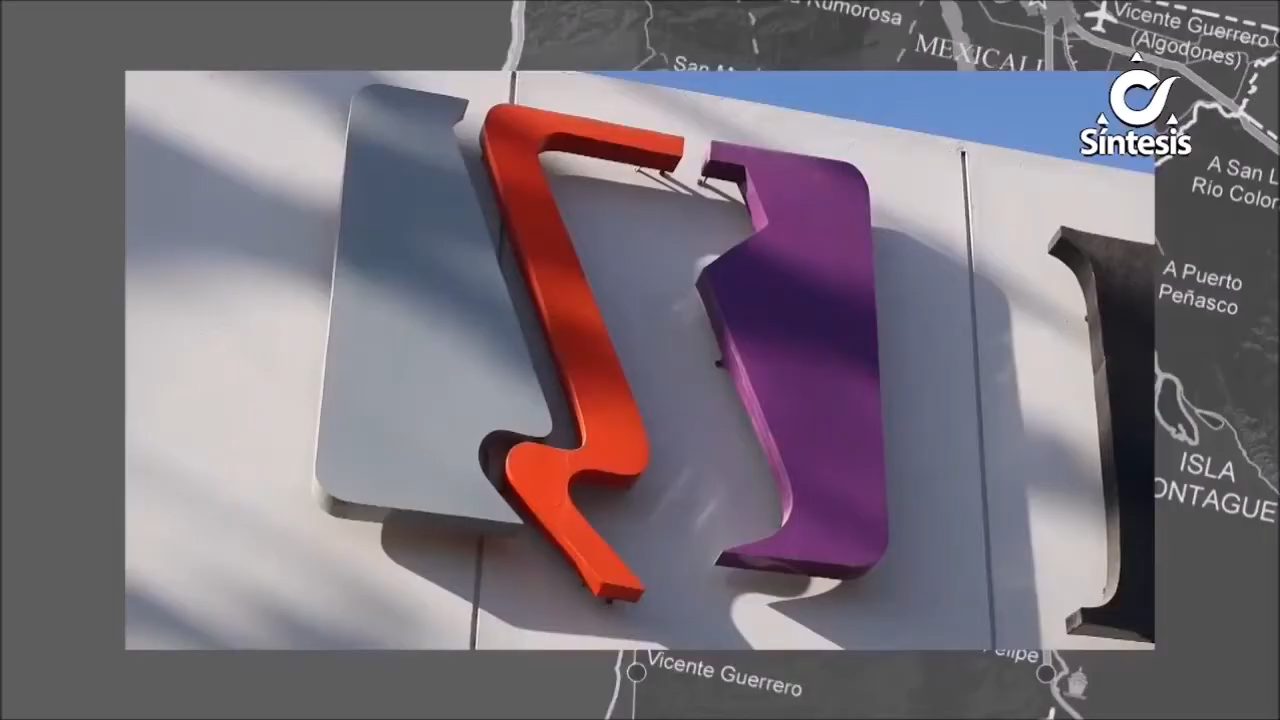 Rumorosa
Vicente Guerrero
(Algodones)
MEXICALI
Síntesis
A San L
Río Color
A Puerto
Peñasco
ISLA
ONTAGUE
Vicente Guerrero
Felipe